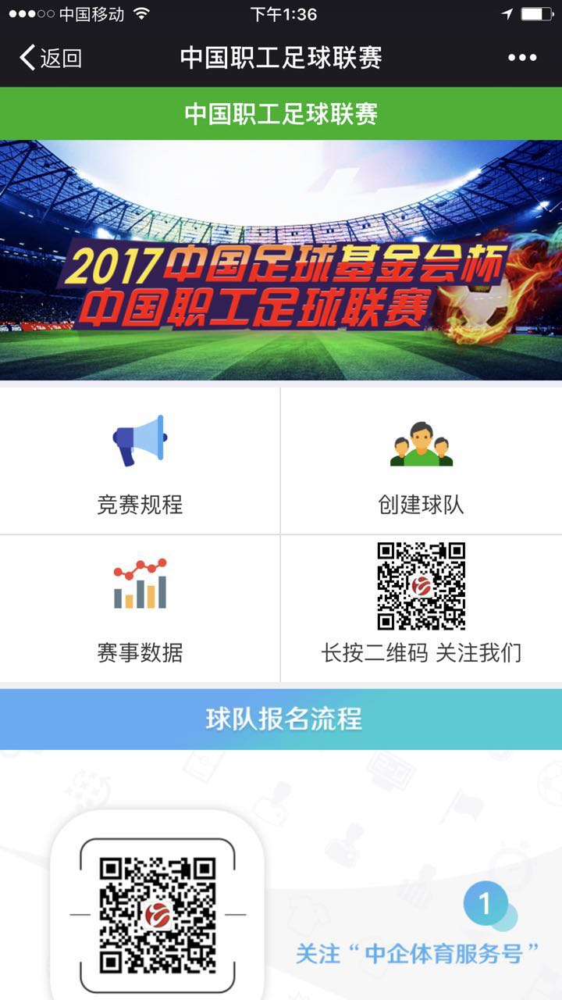 中国移动 下午1:36
返回 中国职工足球联赛
中国职工足球联赛
2017中国足球基金会杯
中国职工足球联赛
竞赛规程 创建球队
赛事数据 长按二维码 关注我们
球队报名流程
1
关注“中企体育服务号”